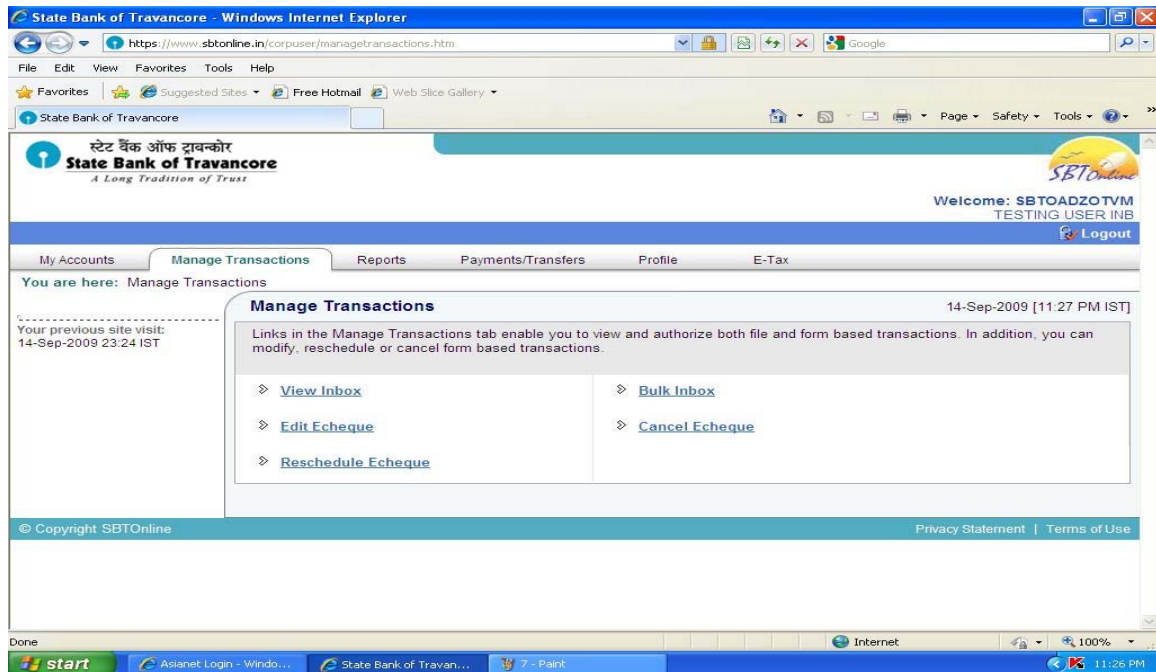 State Bank of Travancore - Windows Internet Explorer
https://www.sbtonline.in/corpuser/managetransactions.htm
Google
File Edit View Favorites Tools Help
Favorites Suggested Sites Free Hotmail Web Slice Gallery
State Bank of Travancore
Page Safety Tools
स्टेट बैंक ऑफ ट्रावन्कोर
State Bank of Travancore
A Long Tradition of Trust
SBTOnline
Welcome: SBTOADZOTVM
TESTING USER INB
Logout
My Accounts Manage Transactions Reports Payments/Transfers Profile E-Tax
You are here: Manage Transactions
Manage Transactions 14-Sep-2009 [11:27 PM IST]
Your previous site visit:
14-Sep-2009 23:24 IST
Links in the Manage Transactions tab enable you to view and authorize both file and form based transactions. In addition, you can
modify, reschedule or cancel form based transactions.
View Inbox Bulk Inbox
Edit Echeque Cancel Echeque
Reschedule Echeque
© Copyright SBTOnline Privacy Statement | Terms of Use
Done Internet 100%
start Asianet Login - Windo... State Bank of Travan... 7 - Paint 11:26 PM